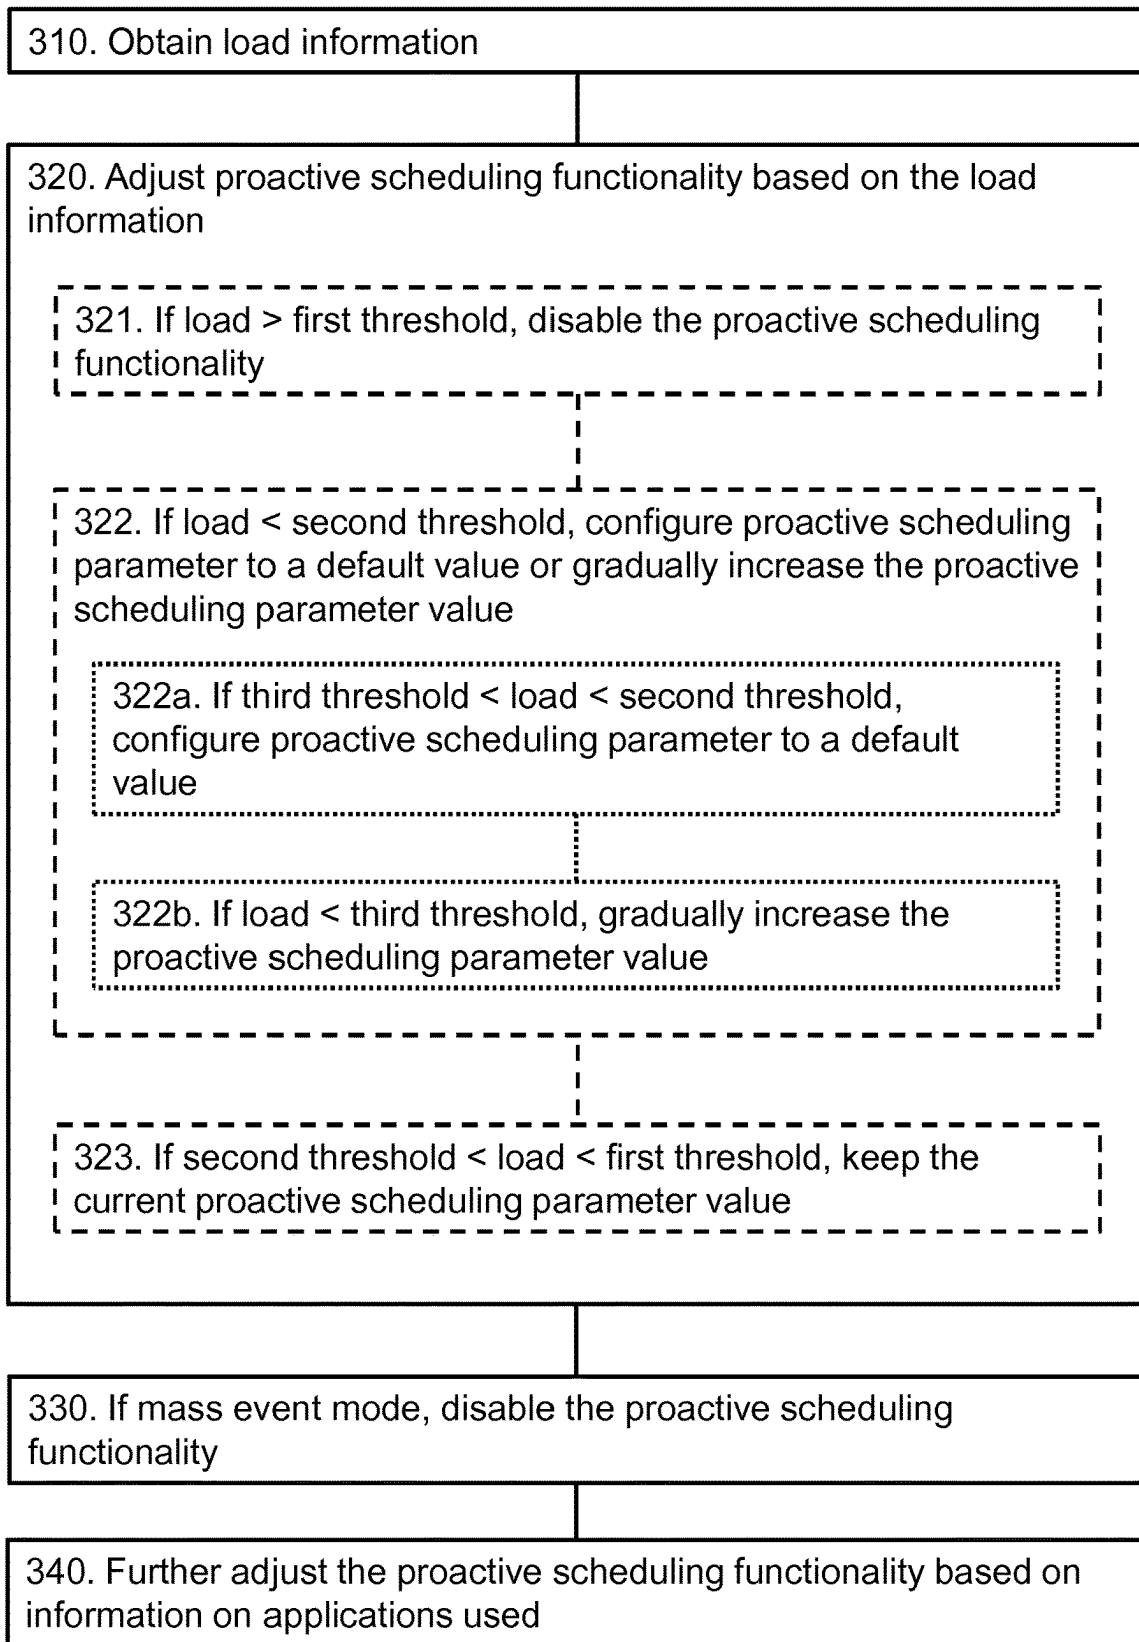 310. Obtain load information
320. Adjust proactive scheduling functionality based on the load
information
321. If load > first threshold, disable the proactive scheduling
functionality
322. If load < second threshold, configure proactive scheduling
parameter to a default value or gradually increase the proactive
scheduling parameter value
322a. If third threshold < load < second threshold,
configure proactive scheduling parameter to a default
value
322b. If load < third threshold, gradually increase the
proactive scheduling parameter value
323. If second threshold < load < first threshold, keep the
current proactive scheduling parameter value
330. If mass event mode, disable the proactive scheduling
functionality
340. Further adjust the proactive scheduling functionality based on
information on applications used